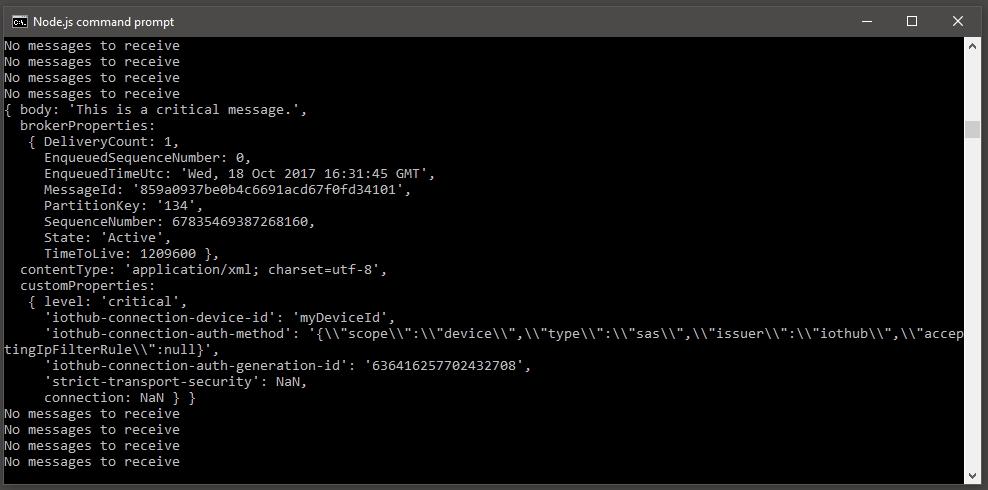 Node.js command prompt
No messages to receive
No messages to receive
No messages to receive
No messages to receive
{ body: 'This is a critical message.',
  brokerProperties:
   { DeliveryCount: 1,
     EnqueuedSequenceNumber: 0,
     EnqueuedTimeUtc: 'Wed, 18 Oct 2017 16:31:45 GMT',
     MessageId: '859a0937be0b4c6691acd67f0fd34101',
     PartitionKey: '134',
     SequenceNumber: 67835469387268160,
     State: 'Active',
     TimeToLive: 1209600 },
  contentType: 'application/xml; charset=utf-8',
  customProperties:
   { level: 'critical',
     'iothub-connection-device-id': 'myDeviceId',
     'iothub-connection-auth-method': '{\\"scope\\":\\"device\\",\\"type\\":\\"sas\\",\\"issuer\\":\\"iothub\\",\\"accep
tingIpFilterRule\\":null}',
     'iothub-connection-auth-generation-id': '636416257702432708',
     'strict-transport-security': NaN,
     connection: NaN } }
No messages to receive
No messages to receive
No messages to receive
No messages to receive